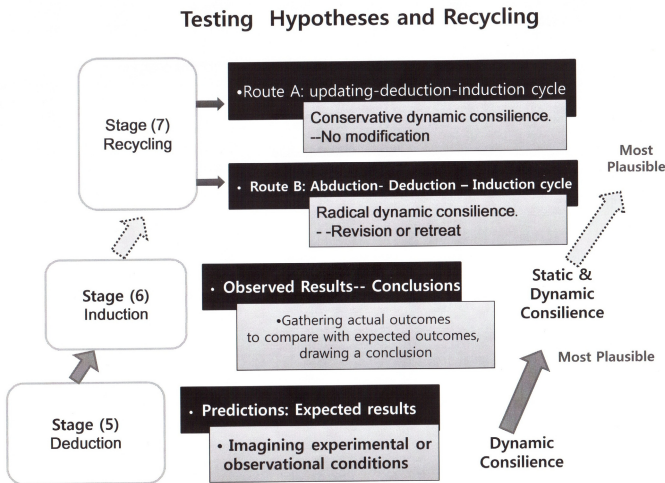 Testing Hypotheses and Recycling
Stage (7)
Recycling
•Route A: updating-deduction-induction cycle
Conservative dynamic consilience.
--No modification
• Route B: Abduction- Deduction – Induction cycle
Radical dynamic consilience.
- -Revision or retreat
Most
Plausible
Stage (6)
Induction
• Observed Results-- Conclusions
•Gathering actual outcomes
to compare with expected outcomes,
drawing a conclusion
Static &
Dynamic
Consilience
Most Plausible
Stage (5)
Deduction
• Predictions: Expected results
• Imagining experimental or
observational conditions
Dynamic
Consilience